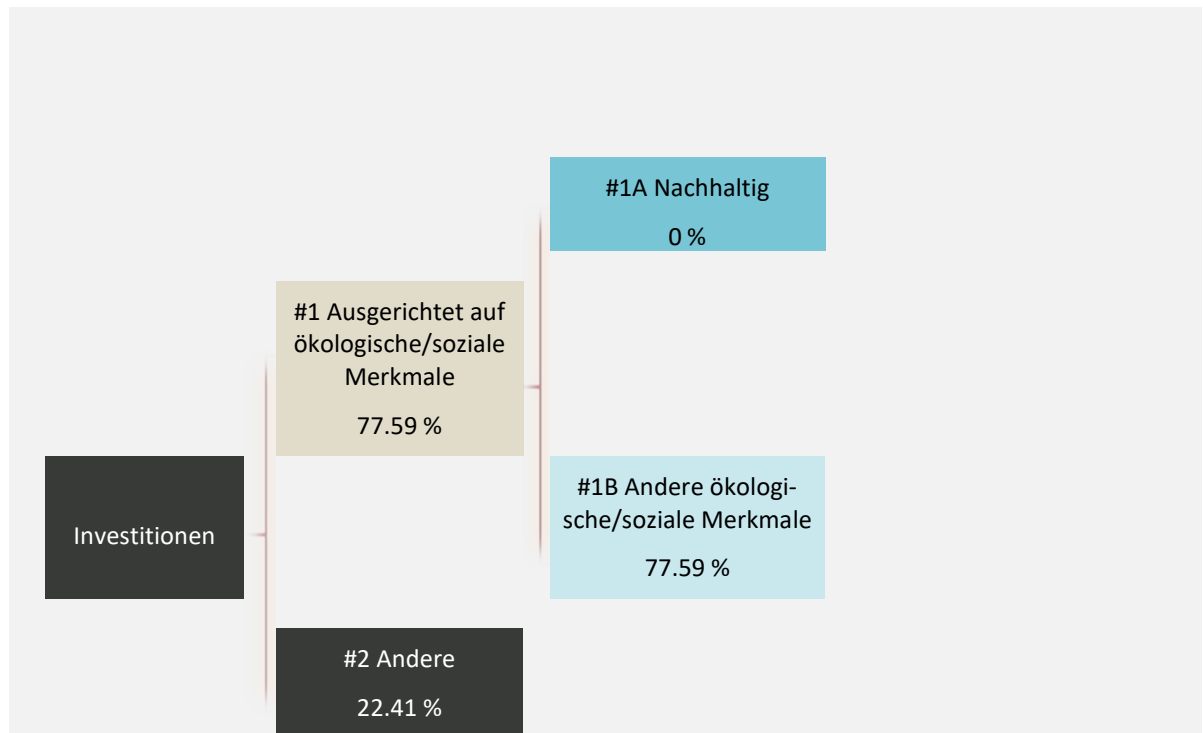 #1A Nachhaltig
0 %
#1 Ausgerichtet auf
ökologische/soziale
Merkmale
77.59 %
#1B Andere ökologi-
sche/soziale Merkmale
77.59 %
Investitionen
#2 Andere
22.41 %